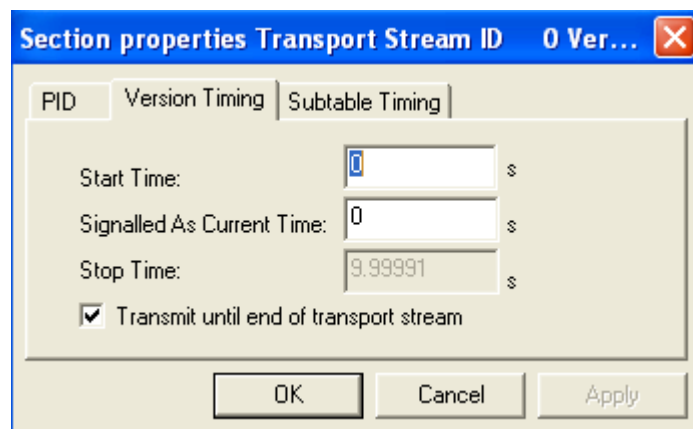 Section properties Transport Stream ID 0 Ver...
PID Version Timing Subtable Timing
Start Time: 0 s
Signalled As Current Time: 0 s
Stop Time: 9.99991 s
Transmit until end of transport stream
OK Cancel Apply